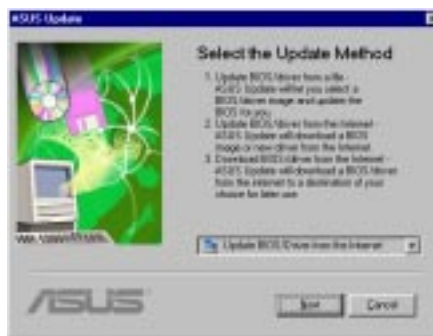 ASUS Update
Select the Update Method
1. Update BIOS/driver from a file -
ASUS Update will let you select a
BIOS/driver image and update the
BIOS for you.
2. Update BIOS/driver from the Internet -
ASUS Update will download a BIOS
image or new driver from the Internet
3. Download BIOS/driver from the Internet -
ASUS Update will download a BIOS/driver
from the internet to a destination of your
choice for later use
Update BIOS/Driver from the Internet
ASUS
Next
Cancel